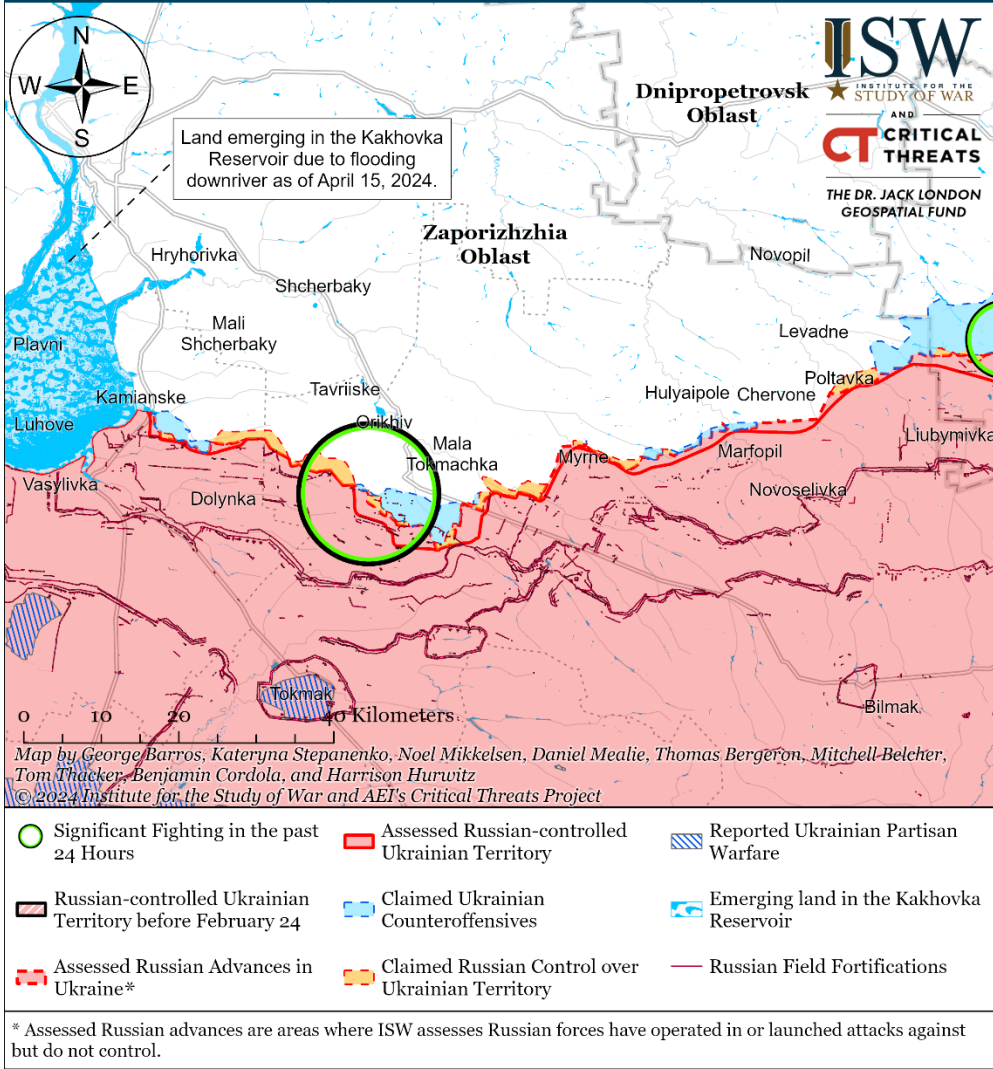 N
W E
S
ISW
INSTITUTE FOR THE
STUDY OF WAR
AND
CT CRITICAL
THREATS
THE DR. JACK LONDON
GEOSPATIAL FUND
Dnipropetrovsk
Oblast
Land emerging in the Kakhovka
Reservoir due to flooding
downriver as of April 15, 2024.
Zaporizhzhia
Oblast
Hryhorivka
Novopil
Shcherbaky
Mali
Shcherbaky
Levadne
Plavni
Tavriiske
Poltavka
Kamianske
Hulyaipole
Chervone
Luhove
Orikhiv
Mala
Tokmachka
Myrne
Marfopil
Liubymivka
Vasylivka
Dolynka
Novoselivka
Tokmak
Bilmak
0 10 20 40 Kilometers
Map by George Barros, Kateryna Stepanenko, Noel Mikkelsen, Daniel Mealie, Thomas Bergeron, Mitchell Belcher,
Tom Thacker, Benjamin Cordola, and Harrison Hurwitz
© 2024 Institute for the Study of War and AEI's Critical Threats Project
Significant Fighting in the past
24 Hours
Russian-controlled Ukrainian
Territory before February 24
Assessed Russian Advances in
Ukraine*
Assessed Russian-controlled
Ukrainian Territory
Claimed Ukrainian
Counteroffensives
Claimed Russian Control over
Ukrainian Territory
Reported Ukrainian Partisan
Warfare
Emerging land in the Kakhovka
Reservoir
Russian Field Fortifications
* Assessed Russian advances are areas where ISW assesses Russian forces have operated in or launched attacks against
but do not control.